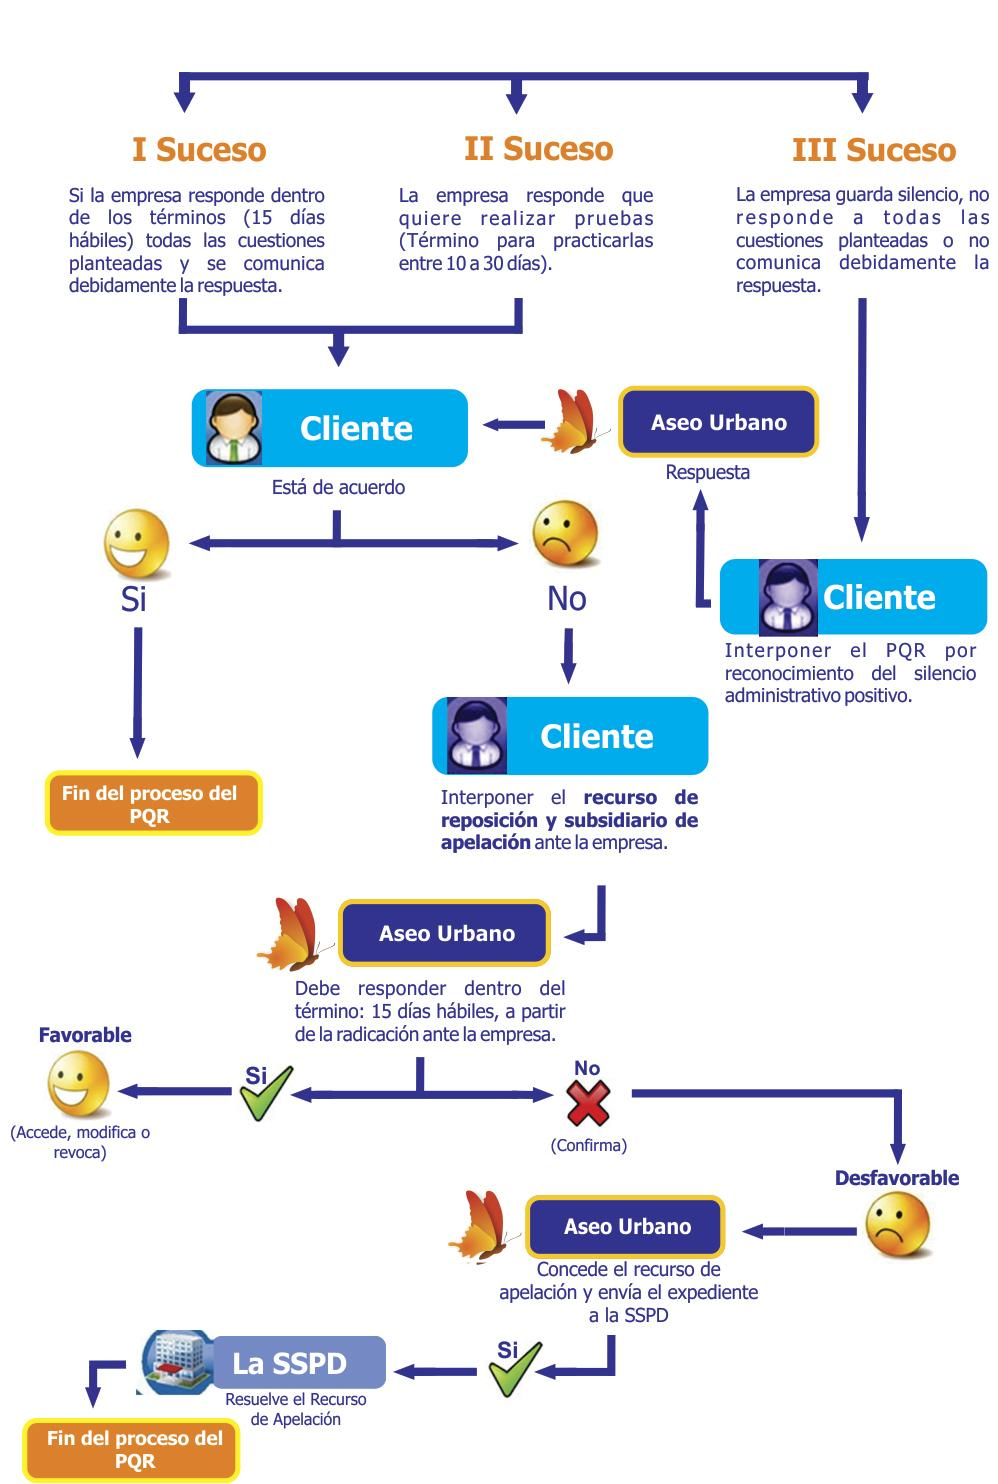 I Suceso
II Suceso
III Suceso
Si la empresa responde dentro
de los términos (15 días
hábiles) todas las cuestiones
planteadas y se comunica
debidamente la respuesta.
La empresa responde que
quiere realizar pruebas
(Término para practicarlas
entre 10 a 30 días).
La empresa guarda silencio, no
responde a todas las
cuestiones planteadas o no
comunica debidamente la
respuesta.
Cliente
Está de acuerdo
Aseo Urbano
Respuesta
Si
No
Cliente
Interponer el PQR por
reconocimiento del silencio
administrativo positivo.
Fin del proceso del
PQR
Cliente
Interponer el recurso de
reposición y subsidiario de
apelación ante la empresa.
Aseo Urbano
Debe responder dentro del
término: 15 días hábiles, a partir
de la radicación ante la empresa.
Favorable
(Accede, modifica o
revoca)
Si
No
(Confirma)
Desfavorable
Aseo Urbano
Concede el recurso de
apelación y envía el expediente
a la SSPD
Si
La SSPD
Resuelve el Recurso
de Apelación
Fin del proceso del
PQR